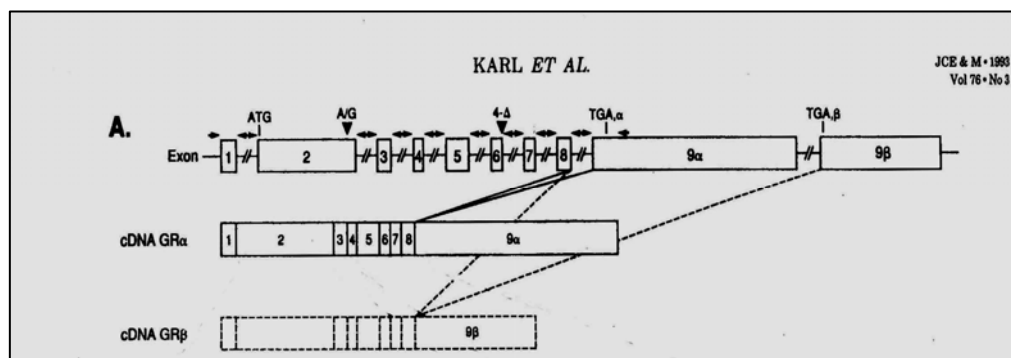 KARL ET AL.
JCE & M • 1993
Vol 76 • No 3
A.
ATG A/G 4-Δ TGA,α TGA,β
Exon 1 2 3 4 5 6 7 8 9α 9β
cDNA GRα 1 2 3 4 5 6 7 8 9α
cDNA GRβ 9β